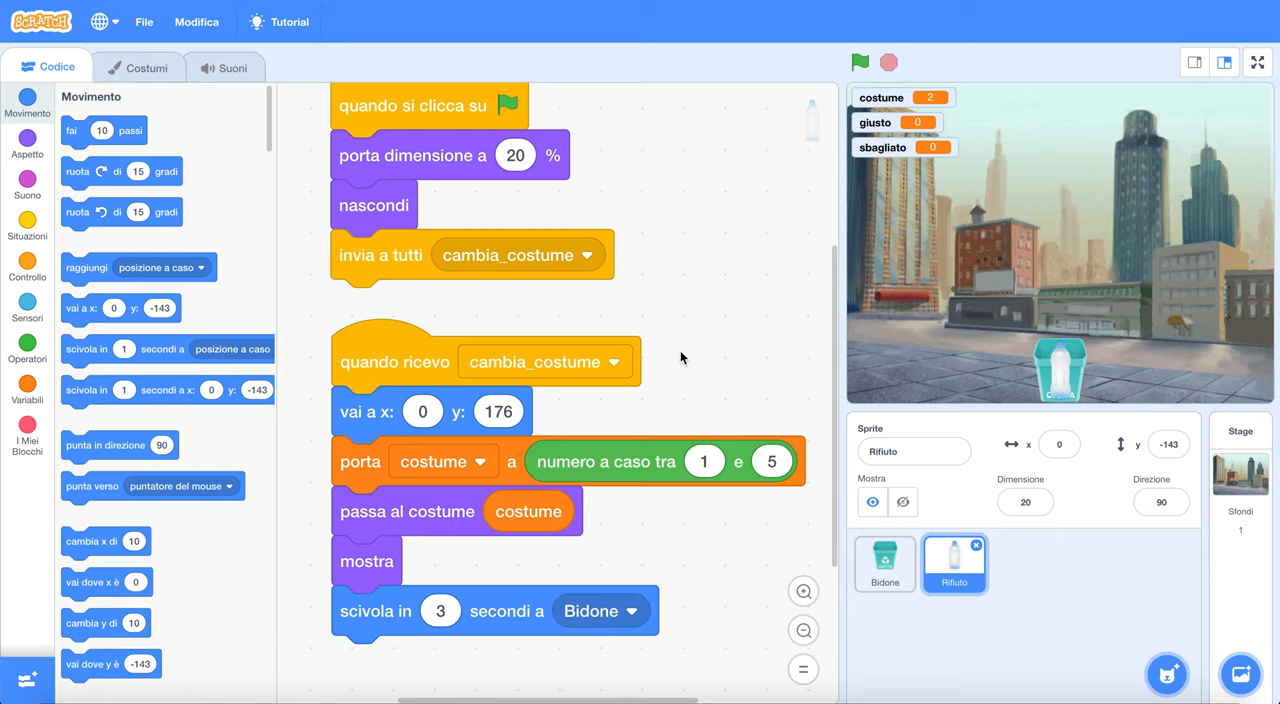 SCRATCH
File
Modifica
Tutorial
Codice
Costumi
Suoni
Movimento
Aspetto
Suono
Situazioni
Controllo
Sensori
Operatori
Variabili
I Miei
Blocchi
Movimento
fai 10 passi
ruota di 15 gradi
ruota di 15 gradi
raggiungi posizione a caso
vai a x: 0 y: -143
scivola in 1 secondi a posizione a caso
scivola in 1 secondi a x: 0 y: -143
punta in direzione 90
punta verso puntatore del mouse
cambia x di 10
vai dove x è 0
cambia y di 10
vai dove y è -143
quando si clicca su
porta dimensione a 20 %
nascondi
invia a tutti cambia_costume
quando ricevo cambia_costume
vai a x: 0 y: 176
porta costume a numero a caso tra 1 e 5
passa al costume costume
mostra
scivola in 3 secondi a Bidone
costume 2
giusto 0
sbagliato 0
Sprite
Rifiuto
x 0
y -143
Mostra
Dimensione
20
Direzione
90
Bidone
Rifiuto
Stage
Sfondi
1